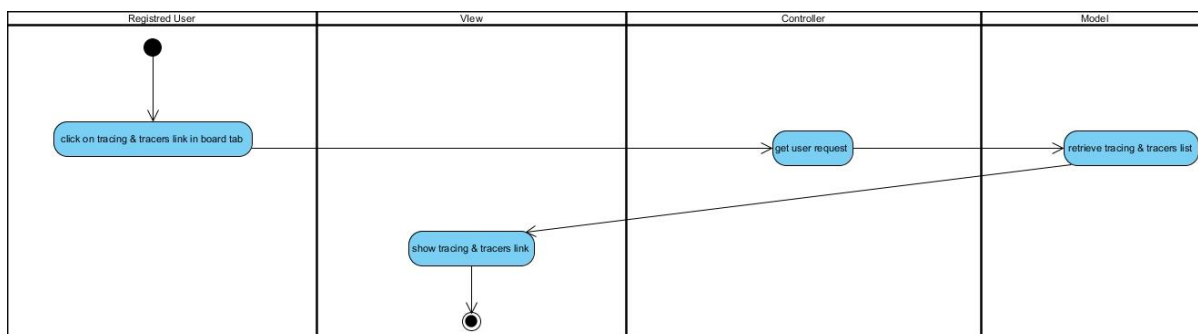 Registred User
VIew
Controller
Model
click on tracing & tracers link in board tab
get user request
retrieve tracing & tracers list
show tracing & tracers link